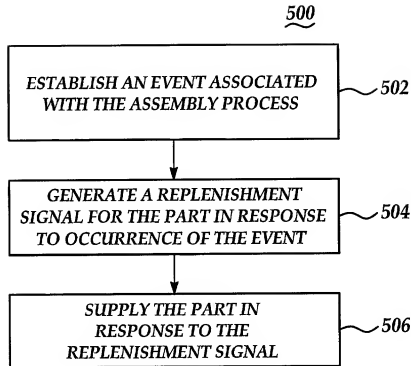 500
ESTABLISH AN EVENT ASSOCIATED
WITH THE ASSEMBLY PROCESS
502
GENERATE A REPLENISHMENT
SIGNAL FOR THE PART IN RESPONSE
TO OCCURRENCE OF THE EVENT
504
SUPPLY THE PART IN
RESPONSE TO THE
REPLENISHMENT SIGNAL
506